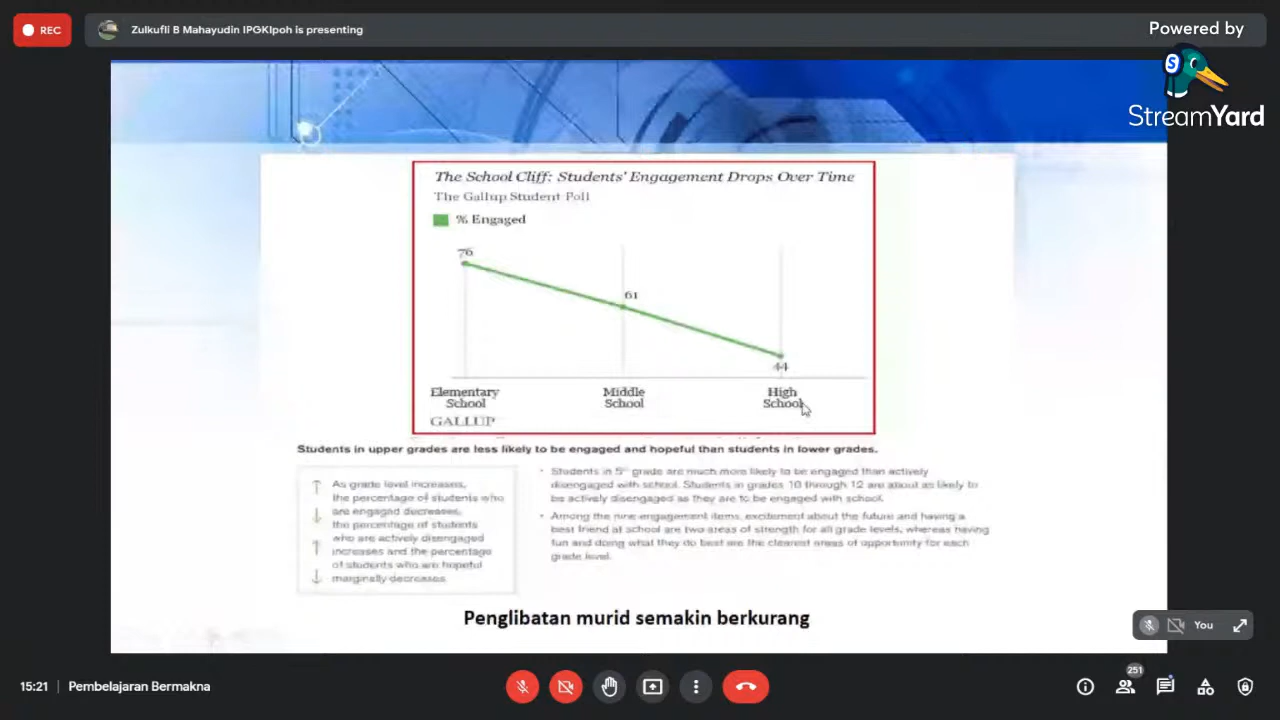 REC
Zulkufli B Mahayudin IPGKIpoh is presenting
Powered by
StreamYard
The School Cliff: Students' Engagement Drops Over Time
The Gallup Student Poll
% Engaged
76
61
44
Elementary School
Middle School
High School
GALLUP
Students in upper grades are less likely to be engaged and hopeful than students in lower grades.
As grade level increases,
the percentage of students who
are engaged decreases,
the percentage of students
who are actively disengaged
increases and the percentage
of students who are hopeful
marginally decreases.
• Students in 5th grade are much more likely to be engaged than actively
disengaged with school. Students in grades 10 through 12 are about as likely to
be actively disengaged as they are to be engaged with school.
• Among the nine engagement items, excitement about the future and having a
best friend at school are two areas of strength for all grade levels, whereas having
fun and doing what they do best are the clearest areas of opportunity for each
grade level.
Penglibatan murid semakin berkurang
You
15:21 | Pembelajaran Bermakna
251